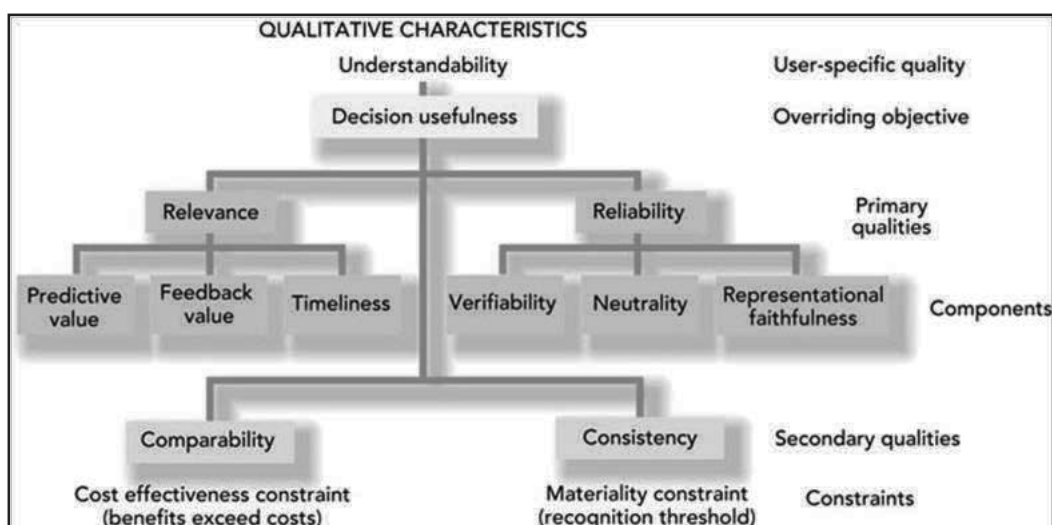 QUALITATIVE CHARACTERISTICS
Understandability
User-specific quality
Decision usefulness
Overriding objective
Relevance
Reliability
Primary
qualities
Predictive
value
Feedback
value
Timeliness
Verifiability
Neutrality
Representational
faithfulness
Components
Comparability
Consistency
Secondary qualities
Cost effectiveness constraint
(benefits exceed costs)
Materiality constraint
(recognition threshold)
Constraints